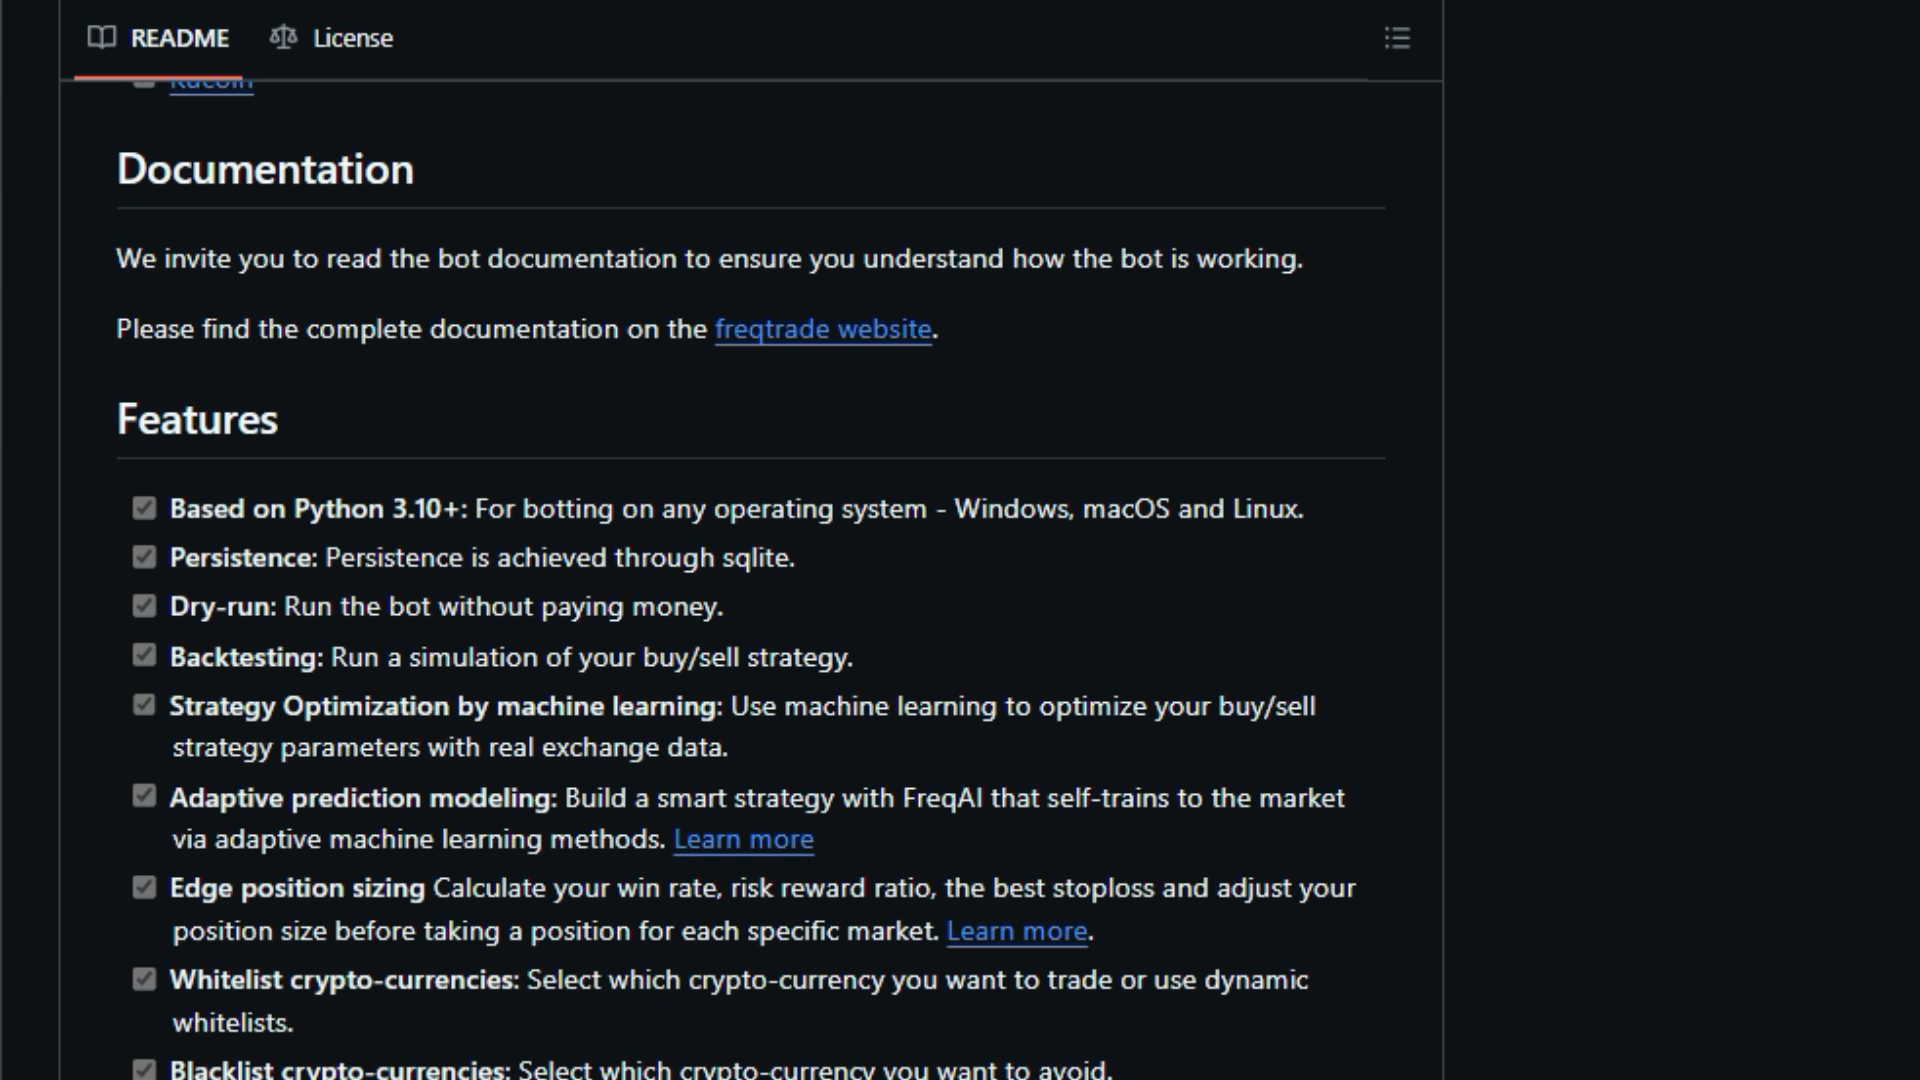 README License
Kucoin
Documentation
We invite you to read the bot documentation to ensure you understand how the bot is working.
Please find the complete documentation on the freqtrade website.
Features
Based on Python 3.10+: For botting on any operating system - Windows, macOS and Linux.
Persistence: Persistence is achieved through sqlite.
Dry-run: Run the bot without paying money.
Backtesting: Run a simulation of your buy/sell strategy.
Strategy Optimization by machine learning: Use machine learning to optimize your buy/sell
strategy parameters with real exchange data.
Adaptive prediction modeling: Build a smart strategy with FreqAI that self-trains to the market
via adaptive machine learning methods. Learn more
Edge position sizing Calculate your win rate, risk reward ratio, the best stoploss and adjust your
position size before taking a position for each specific market. Learn more.
Whitelist crypto-currencies: Select which crypto-currency you want to trade or use dynamic
whitelists.
Blacklist crypto-currencies: Select which crypto-currency you want to avoid.